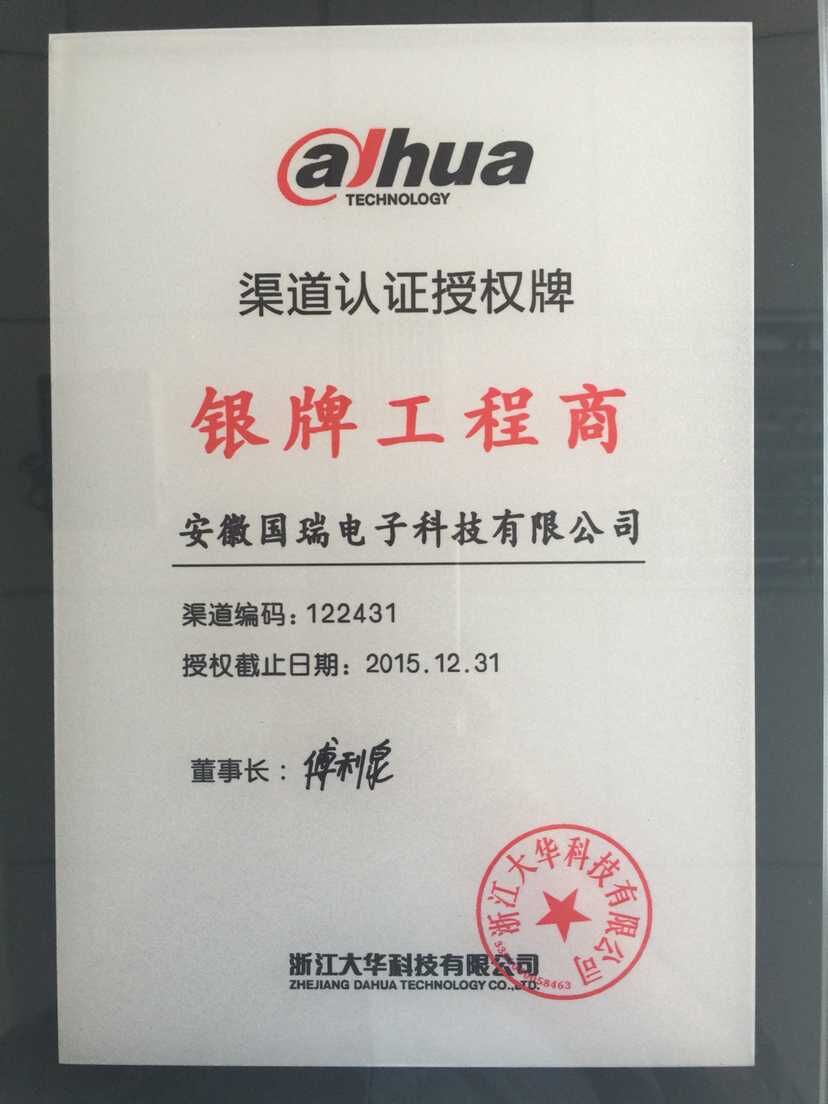 alhua
TECHNOLOGY
渠道认证授权牌
银牌工程商
安徽国瑞电子科技有限公司
渠道编码：122431
授权截止日期：2015.12.31
董事长：傅利泉
浙江大华科技有限公司
浙江大华科技有限公司
ZHEJIANG DAHUA TECHNOLOGY CO.,LTD.